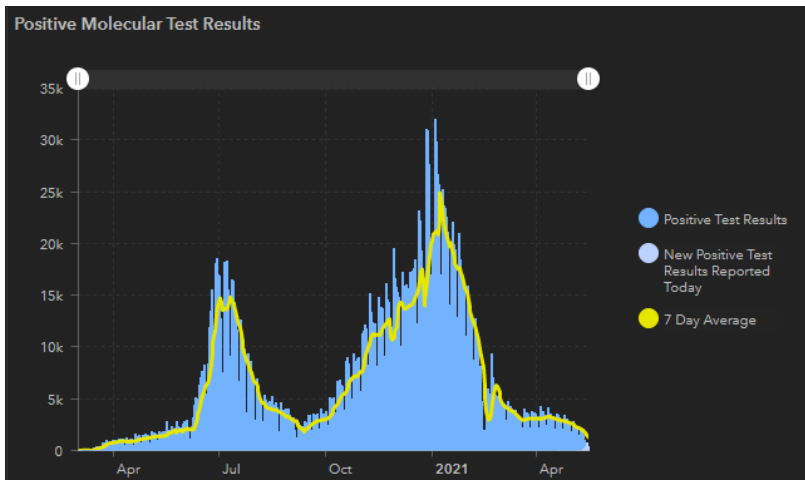 Positive Molecular Test Results
35k
30k
25k
20k
15k
10k
5k
0
Apr
Jul
Oct
2021
Apr
Positive Test Results
New Positive Test
Results Reported
Today
7 Day Average